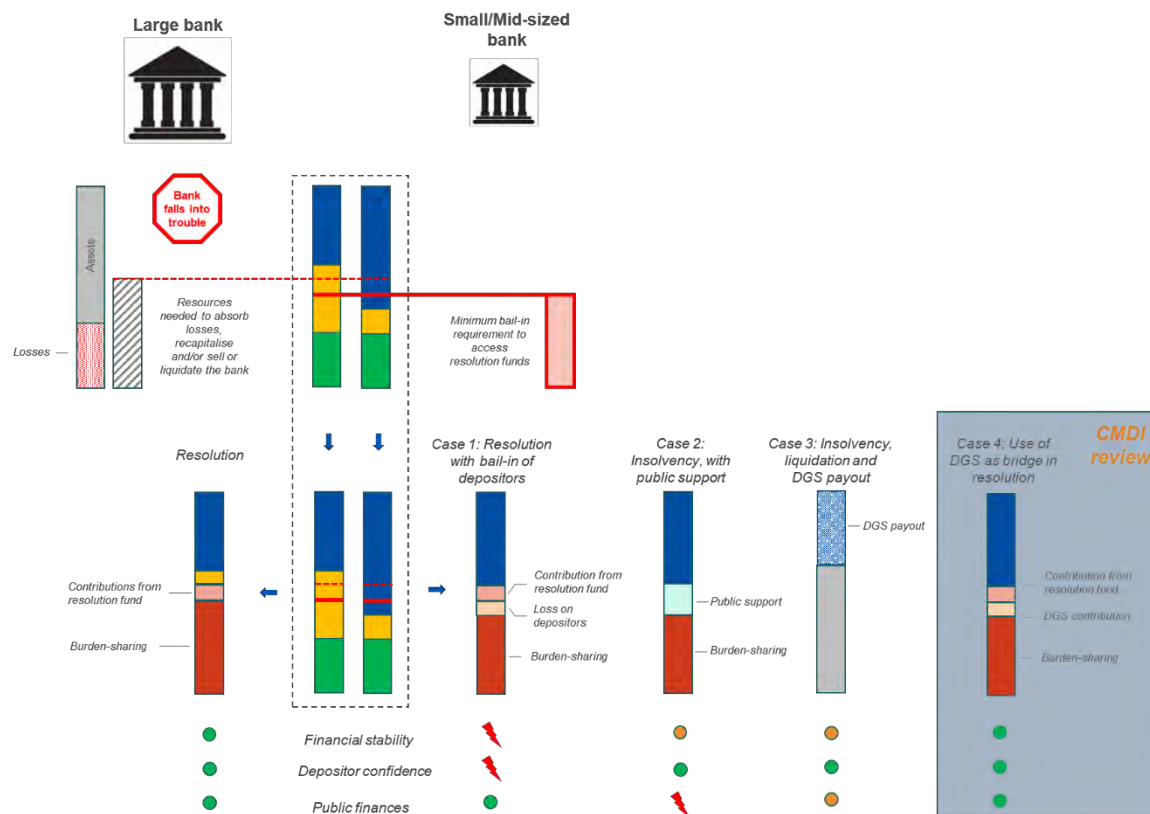 Large bank
Small/Mid-sized
bank
Bank
falls into
trouble
Assets
Losses
Resources
needed to absorb
losses,
recapitalise
and/or sell or
liquidate the bank
Minimum bail-in
requirement to
access
resolution funds
Resolution
Contributions from
resolution fund
Burden-sharing
Case 1: Resolution
with bail-in of
depositors
Contribution from
resolution fund
Loss on
depositors
Burden-sharing
Case 2:
Insolvency, with
public support
Public support
Burden-sharing
Case 3: Insolvency,
liquidation and
DGS payout
DGS payout
CMDI
review
Case 4: Use of
DGS as bridge in
resolution
Contribution from
resolution fund
DGS contribution
Burden-sharing
Financial stability
Depositor confidence
Public finances